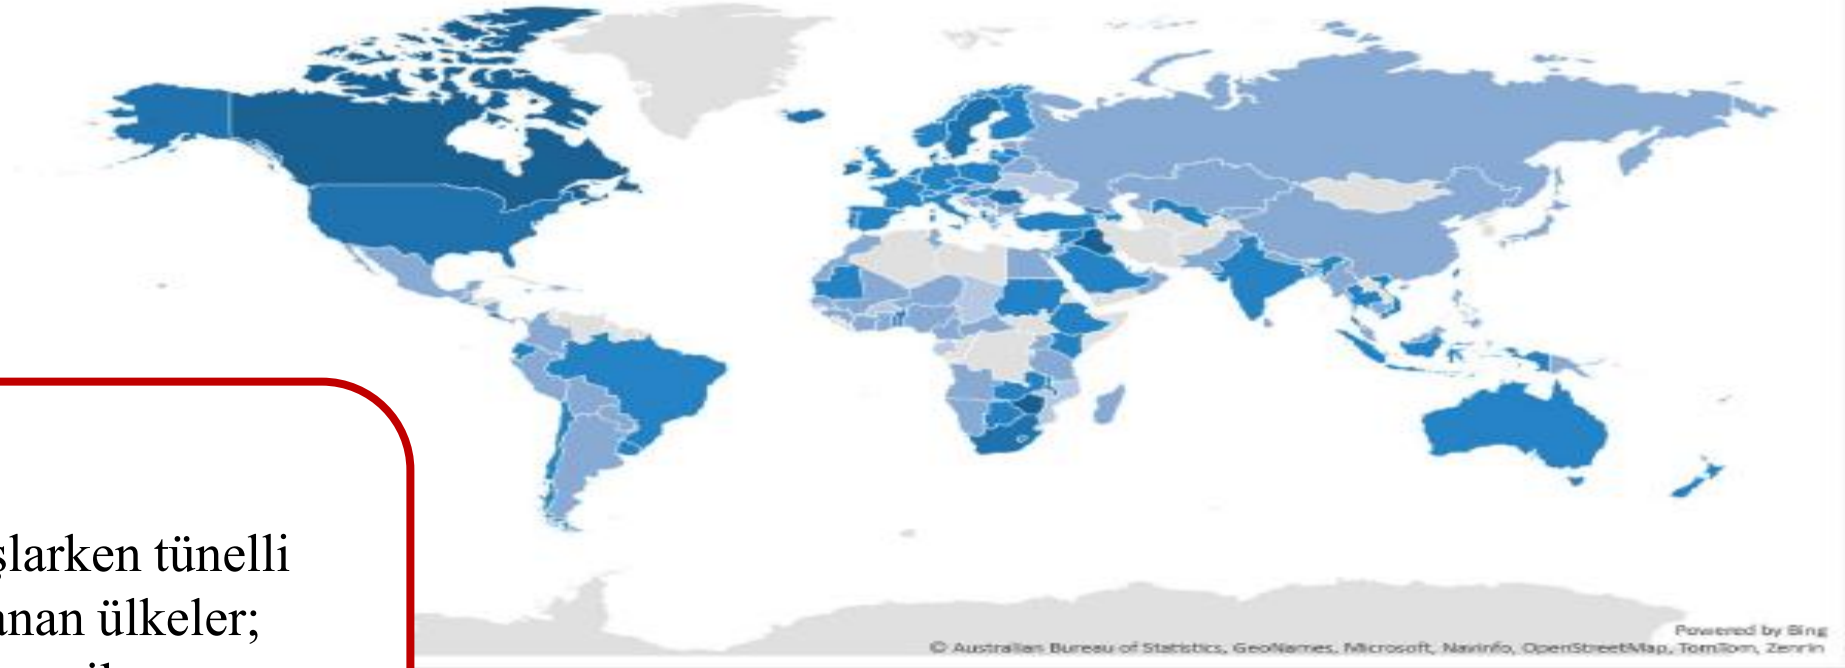 şlarken tünelli
anan ülkeler;
Powered by Bing
© Australian Bureau of Statistics, GeoNames, Microsoft, Navinfo, OpenStreetMap, TomTom, Zenrin